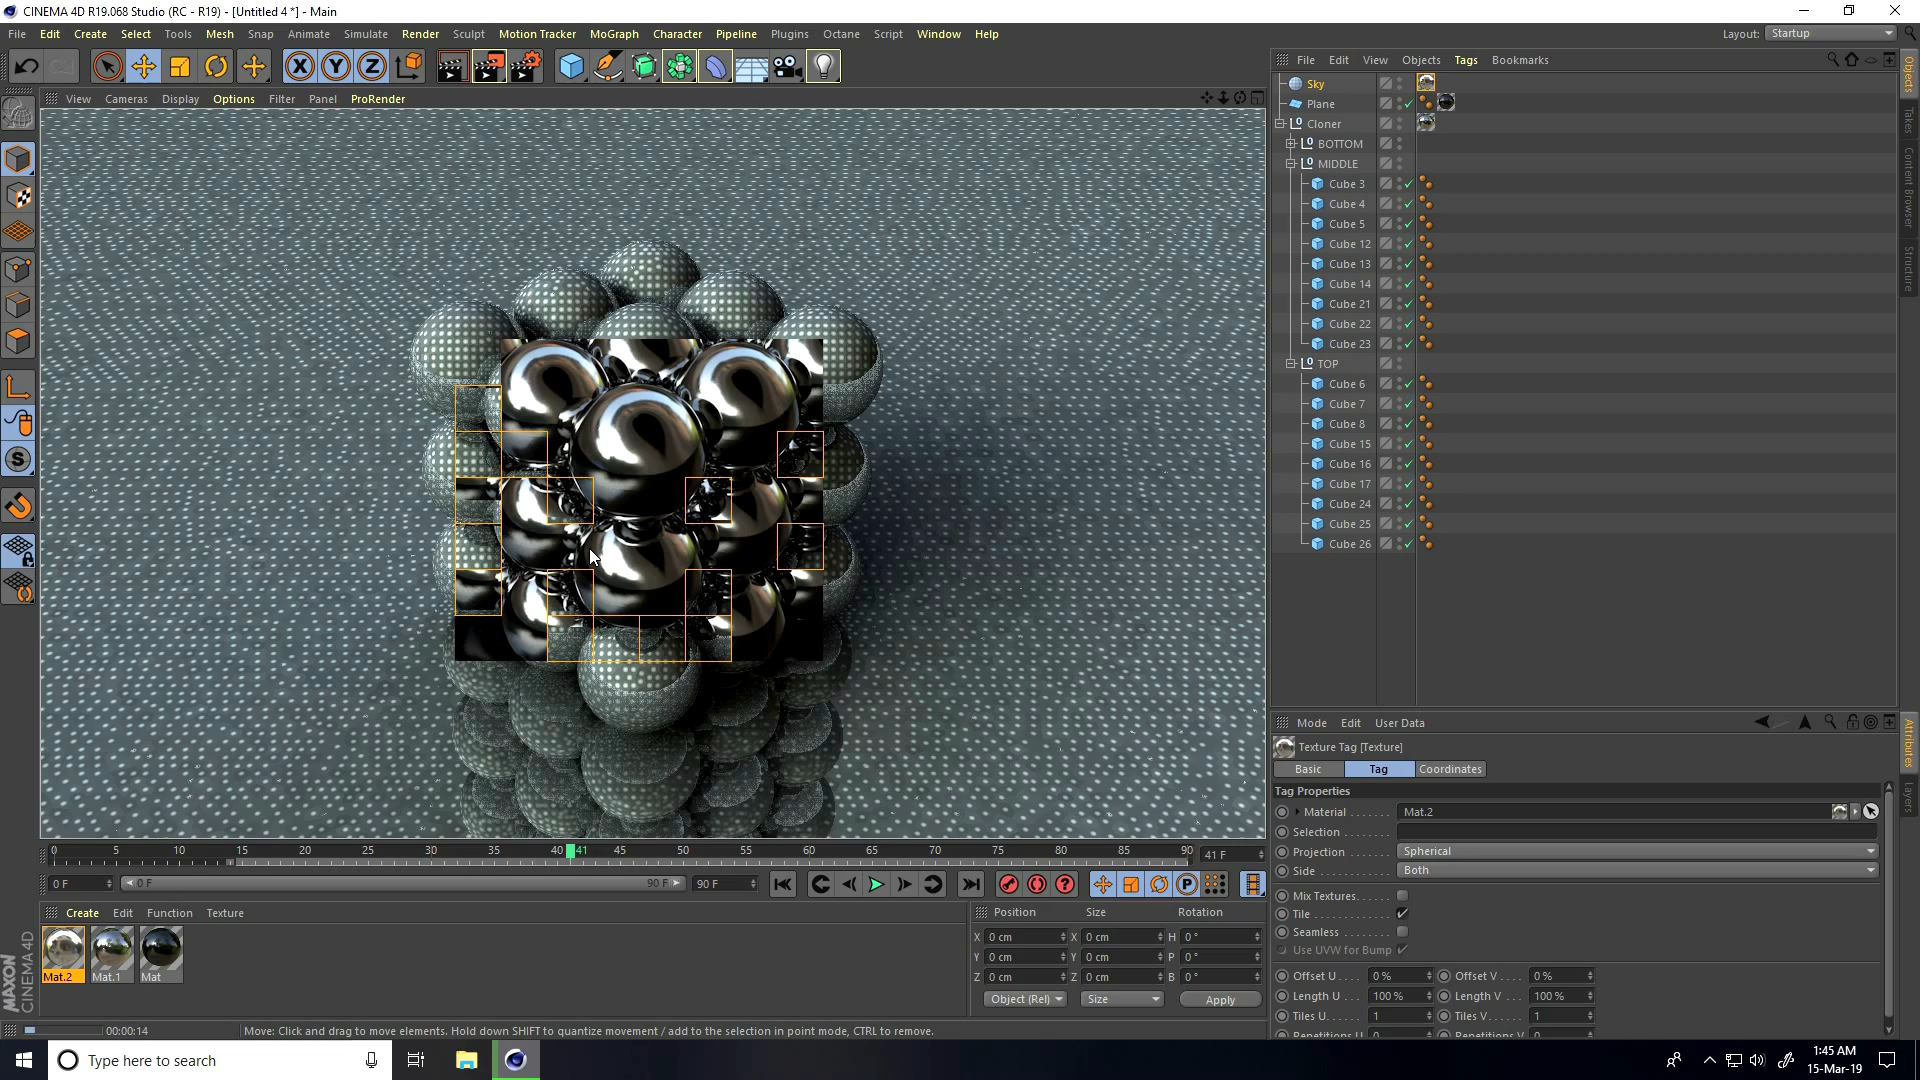 CINEMA 4D R19.068 Studio (RC - R19) - [Untitled 4 *] - Main
File Edit Create Select Tools Mesh Snap Animate Simulate Render Sculpt Motion Tracker MoGraph Character Pipeline Plugins Octane Script Window Help
Layout: Startup
X Y Z
File Edit View Objects Tags Bookmarks
View Cameras Display Options Filter Panel ProRender
Sky
Plane
Cloner
BOTTOM
MIDDLE
Cube 3
Cube 4
Cube 5
Cube 12
Cube 13
Cube 14
Cube 21
Cube 22
Cube 23
TOP
Cube 6
Cube 7
Cube 8
Cube 15
Cube 16
Cube 17
Cube 24
Cube 25
Cube 26
Objects
Takes
Content Browser
Structure
Mode Edit User Data
Texture Tag [Texture]
Basic Tag Coordinates
Tag Properties
Material Mat.2
Selection
Projection Spherical
Side Both
Mix Textures
Tile
Seamless
Use UVW for Bump
Offset U 0 % Offset V 0 %
Length U 100 % Length V 100 %
Tiles U 1 Tiles V 1
Repetitions U 0 Repetitions V 0
Attributes
Layers
0 5 10 15 20 25 30 35 40 41 45 50 55 60 65 70 75 80 85 90 41 F
0 F 0 F 90 F 90 F
P
Create Edit Function Texture
Mat.2 Mat.1 Mat
Position Size Rotation
X 0 cm X 0 cm H 0 °
Y 0 cm Y 0 cm P 0 °
Z 0 cm Z 0 cm B 0 °
Object (Rel) Size Apply
MAXON
CINEMA 4D
00:00:14 Move: Click and drag to move elements. Hold down SHIFT to quantize movement / add to the selection in point mode, CTRL to remove.
Type here to search
1:45 AM
15-Mar-19